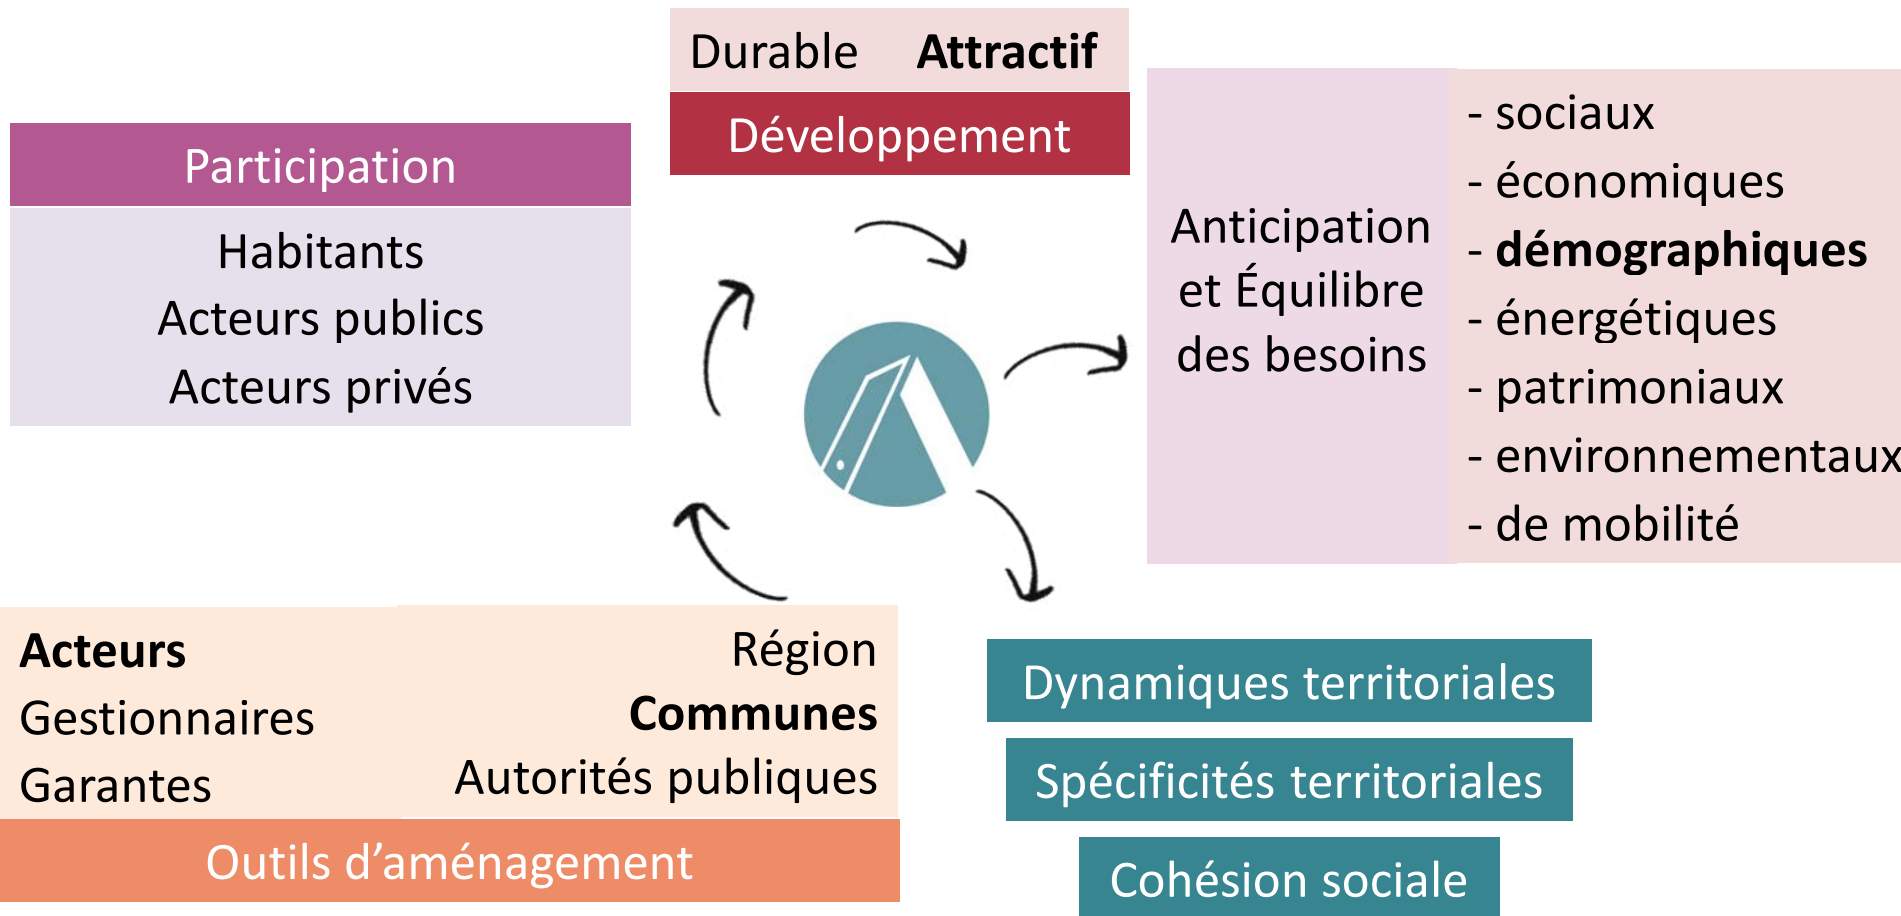 Durable Attractif
Développement
Participation
Habitants
Acteurs publics
Acteurs privés
Anticipation
et Équilibre
des besoins
- sociaux
- économiques
- démographiques
- énergétiques
- patrimoniaux
- environnementaux
- de mobilité
Acteurs
Gestionnaires
Garantes
Région
Communes
Autorités publiques
Outils d’aménagement
Dynamiques territoriales
Spécificités territoriales
Cohésion sociale